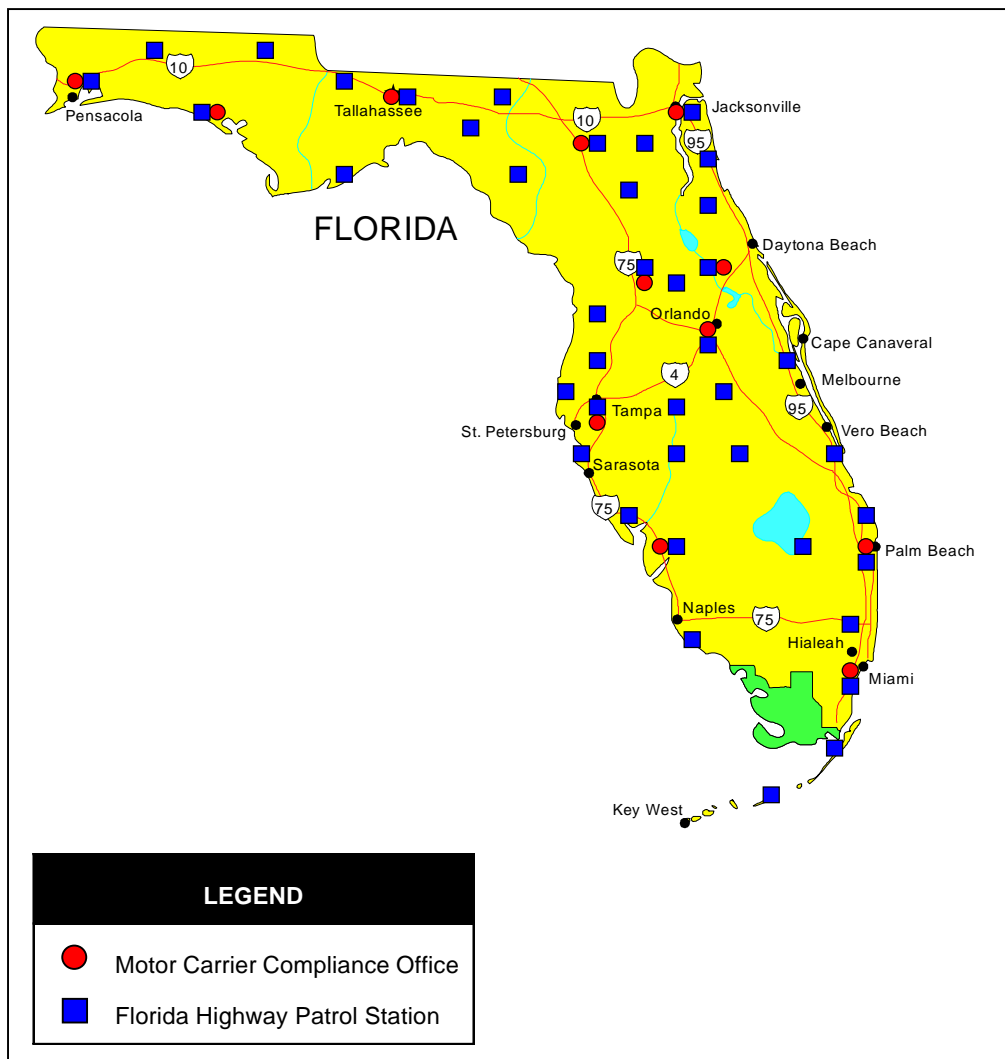 10
Pensacola
Tallahassee
Jacksonville
10
95
FLORIDA
Daytona Beach
75
Orlando
Cape Canaveral
4
Melbourne
95
Tampa
St. Petersburg
Vero Beach
Sarasota
75
Palm Beach
Naples
75
Hialeah
Miami
Key West
LEGEND
Motor Carrier Compliance Office
Florida Highway Patrol Station